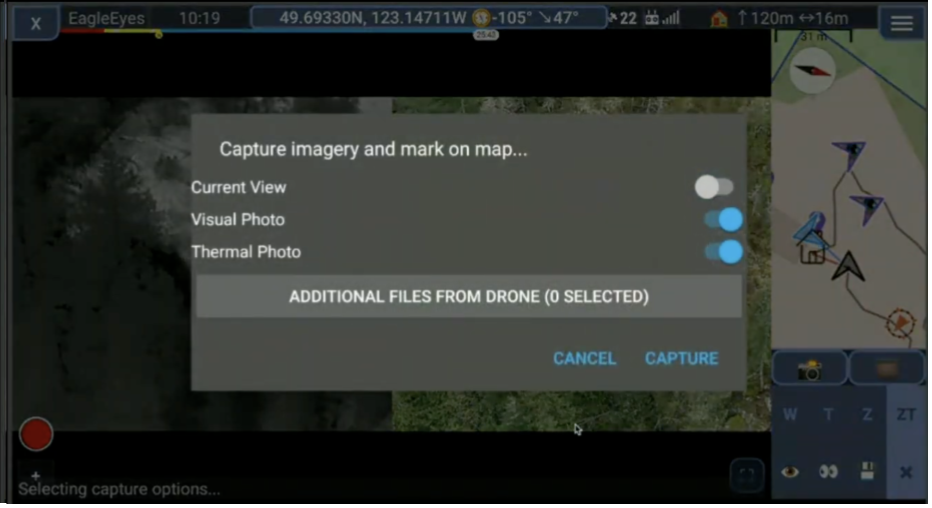 X EagleEyes 10:19 49.69330N, 123.14711W -105° ↘47° 22 ↑120m ↔16m
25:43
31 m
Capture imagery and mark on map...
Current View
Visual Photo
Thermal Photo
ADDITIONAL FILES FROM DRONE (0 SELECTED)
CANCEL CAPTURE
W T Z ZT
+
Selecting capture options...